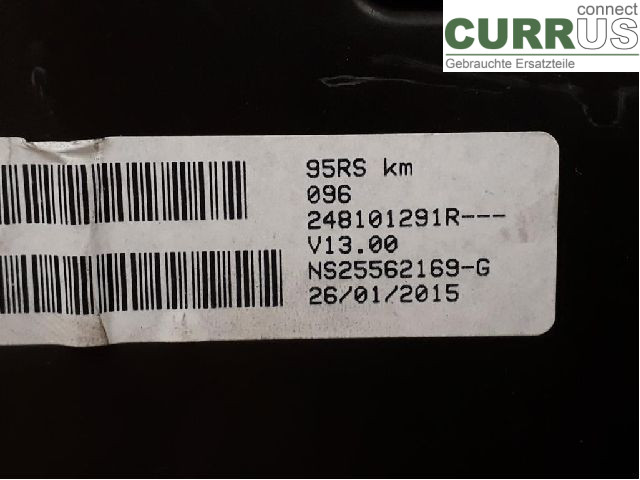 connect
CURRUS
Gebrauchte Ersatzteile
95RS km
096
248101291R---
V13.00
NS25562169-G
26/01/2015